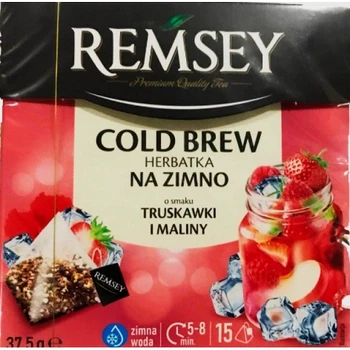 REMSEY
Premium Quality Tea
COLD BREW
HERBATKA
NA ZIMNO
o smaku
TRUSKAWKI
I MALINY
REMSEY
37,5 g ℮
zimna
woda
5-8
min.
15